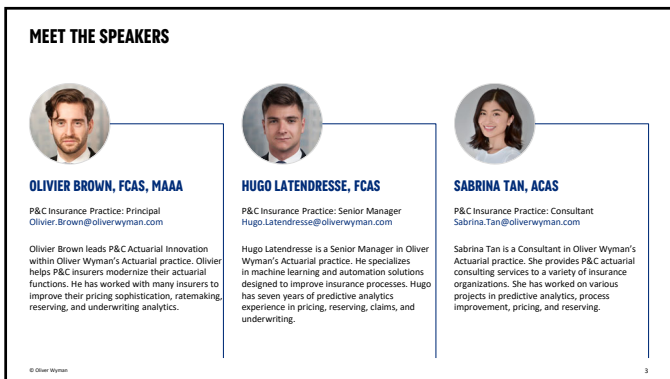 MEET THE SPEAKERS
OLIVIER BROWN, FCAS, MAAA
P&C Insurance Practice: Principal
Olivier.Brown@oliverwyman.com
Olivier Brown leads P&C Actuarial Innovation
within Oliver Wyman's Actuarial practice. Olivier
helps P&C insurers modernize their actuarial
functions. He has worked with many insurers to
improve their pricing sophistication, ratemaking,
reserving, and underwriting analytics.
HUGO LATENDRESSE, FCAS
P&C Insurance Practice: Senior Manager
Hugo.Latendresse@oliverwyman.com
Hugo Latendresse is a Senior Manager in Oliver
Wyman's Actuarial practice. He specializes
in machine learning and automation solutions
designed to improve insurance processes. Hugo
has seven years of predictive analytics
experience in pricing, reserving, claims, and
underwriting.
SABRINA TAN, ACAS
P&C Insurance Practice: Consultant
Sabrina.Tan@oliverwyman.com
Sabrina Tan is a Consultant in Oliver Wyman's
Actuarial practice. She provides P&C actuarial
consulting services to a variety of insurance
organizations. She has worked on various
projects in predictive analytics, process
improvement, pricing, and reserving.
© Oliver Wyman
3